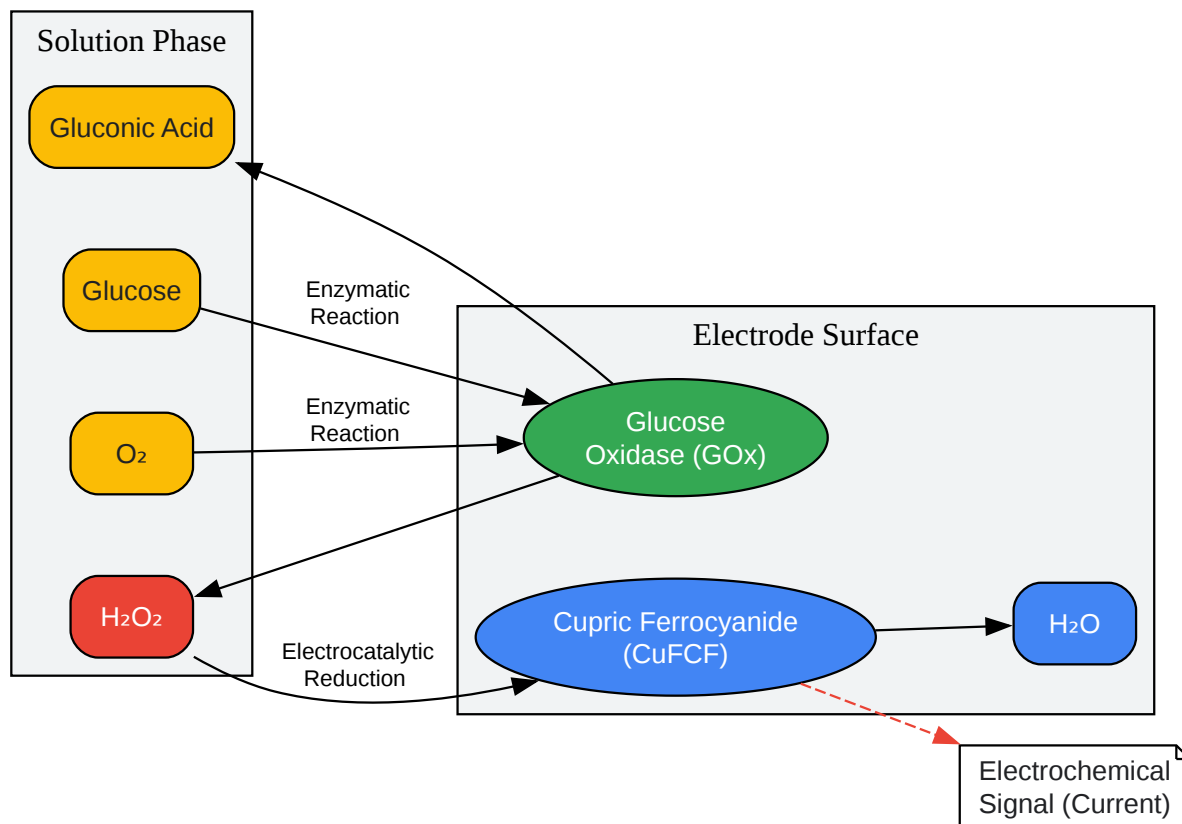 Solution Phase
Gluconic Acid
Glucose
Enzymatic
Reaction
Electrode Surface
Enzymatic
Reaction
Glucose
Oxidase (GOx)
O₂
H₂O₂
Electrocatalytic
Reduction
Cupric Ferrocyanide
(CuFCF)
H₂O
Electrochemical
Signal (Current)